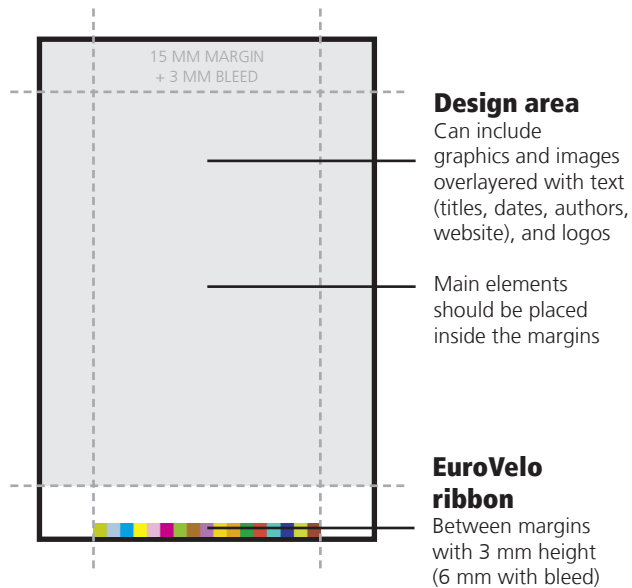 15 MM MARGIN
+ 3 MM BLEED
Design area
Can include
graphics and images
overlayered with text
(titles, dates, authors,
website), and logos
Main elements
should be placed
inside the margins
EuroVelo
ribbon
Between margins
with 3 mm height
(6 mm with bleed)